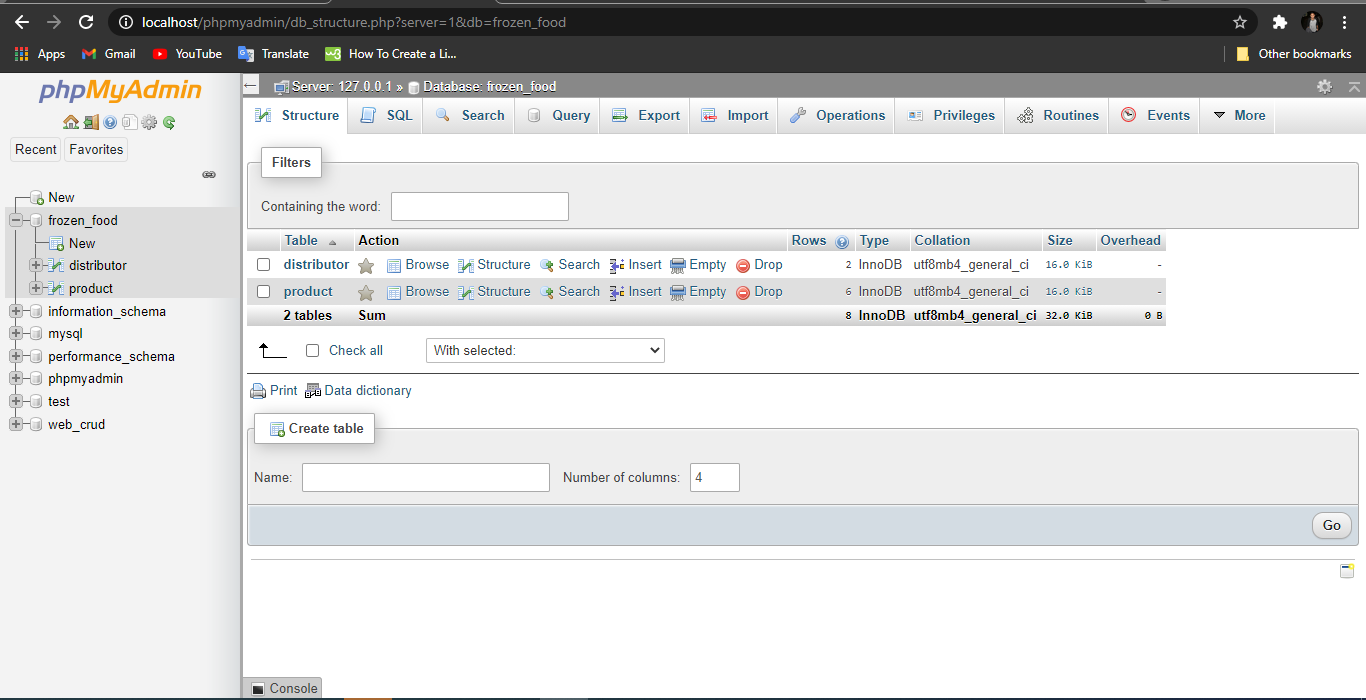 localhost/phpmyadmin/db_structure.php?server=1&db=frozen_food
Apps Gmail YouTube Translate How To Create a Li... Other bookmarks
phpMyAdmin
Recent Favorites
New
frozen_food
New
distributor
product
information_schema
mysql
performance_schema
phpmyadmin
test
web_crud
Server: 127.0.0.1 » Database: frozen_food
Structure SQL Search Query Export Import Operations Privileges Routines Events More
Filters
Containing the word:
Table Action Rows Type Collation Size Overhead
distributor Browse Structure Search Insert Empty Drop 2 InnoDB utf8mb4_general_ci 16.0 KiB -
product Browse Structure Search Insert Empty Drop 6 InnoDB utf8mb4_general_ci 16.0 KiB -
2 tables Sum 8 InnoDB utf8mb4_general_ci 32.0 KiB 0 B
Check all With selected:
Print Data dictionary
Create table
Name: Number of columns: 4
Go
Console